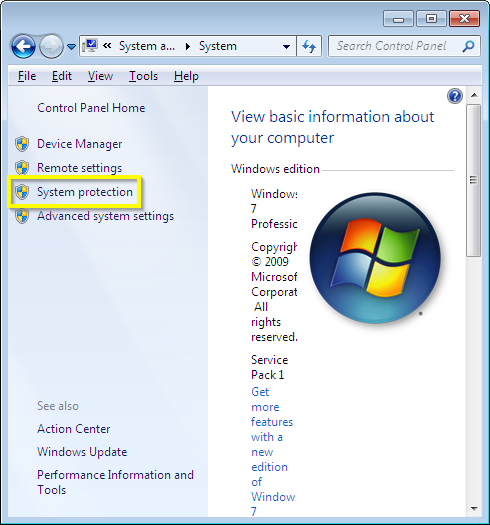 « System a... ▸ System
Search Control Panel
File Edit View Tools Help
Control Panel Home
Device Manager
Remote settings
System protection
Advanced system settings
See also
Action Center
Windows Update
Performance Information and
Tools
View basic information about
your computer
Windows edition
Windows
7
Professic
Copyrigh
© 2009
Microsof
Corporat
All
rights
reserved.
Service
Pack 1
Get
more
features
with a
new
edition
of
Windows
7